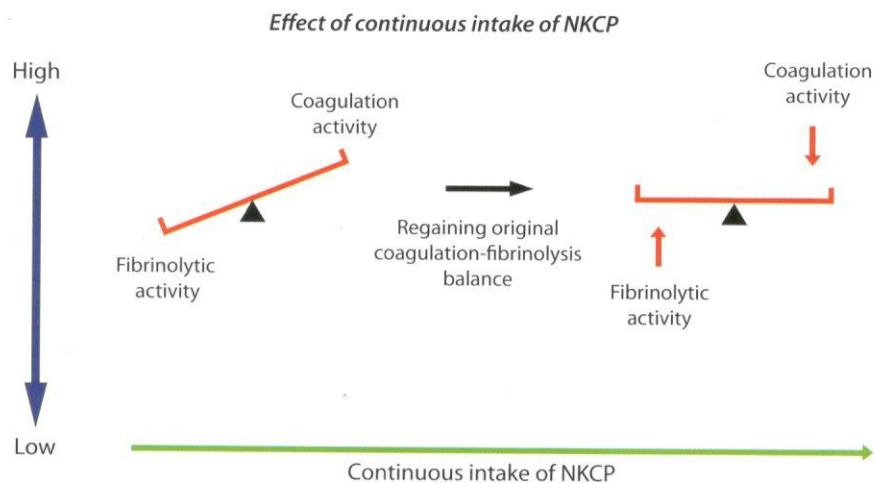 Effect of continuous intake of NKCP
High
Coagulation
activity
Fibrinolytic
activity
Regaining original
coagulation-fibrinolysis
balance
Coagulation
activity
Fibrinolytic
activity
Low
Continuous intake of NKCP